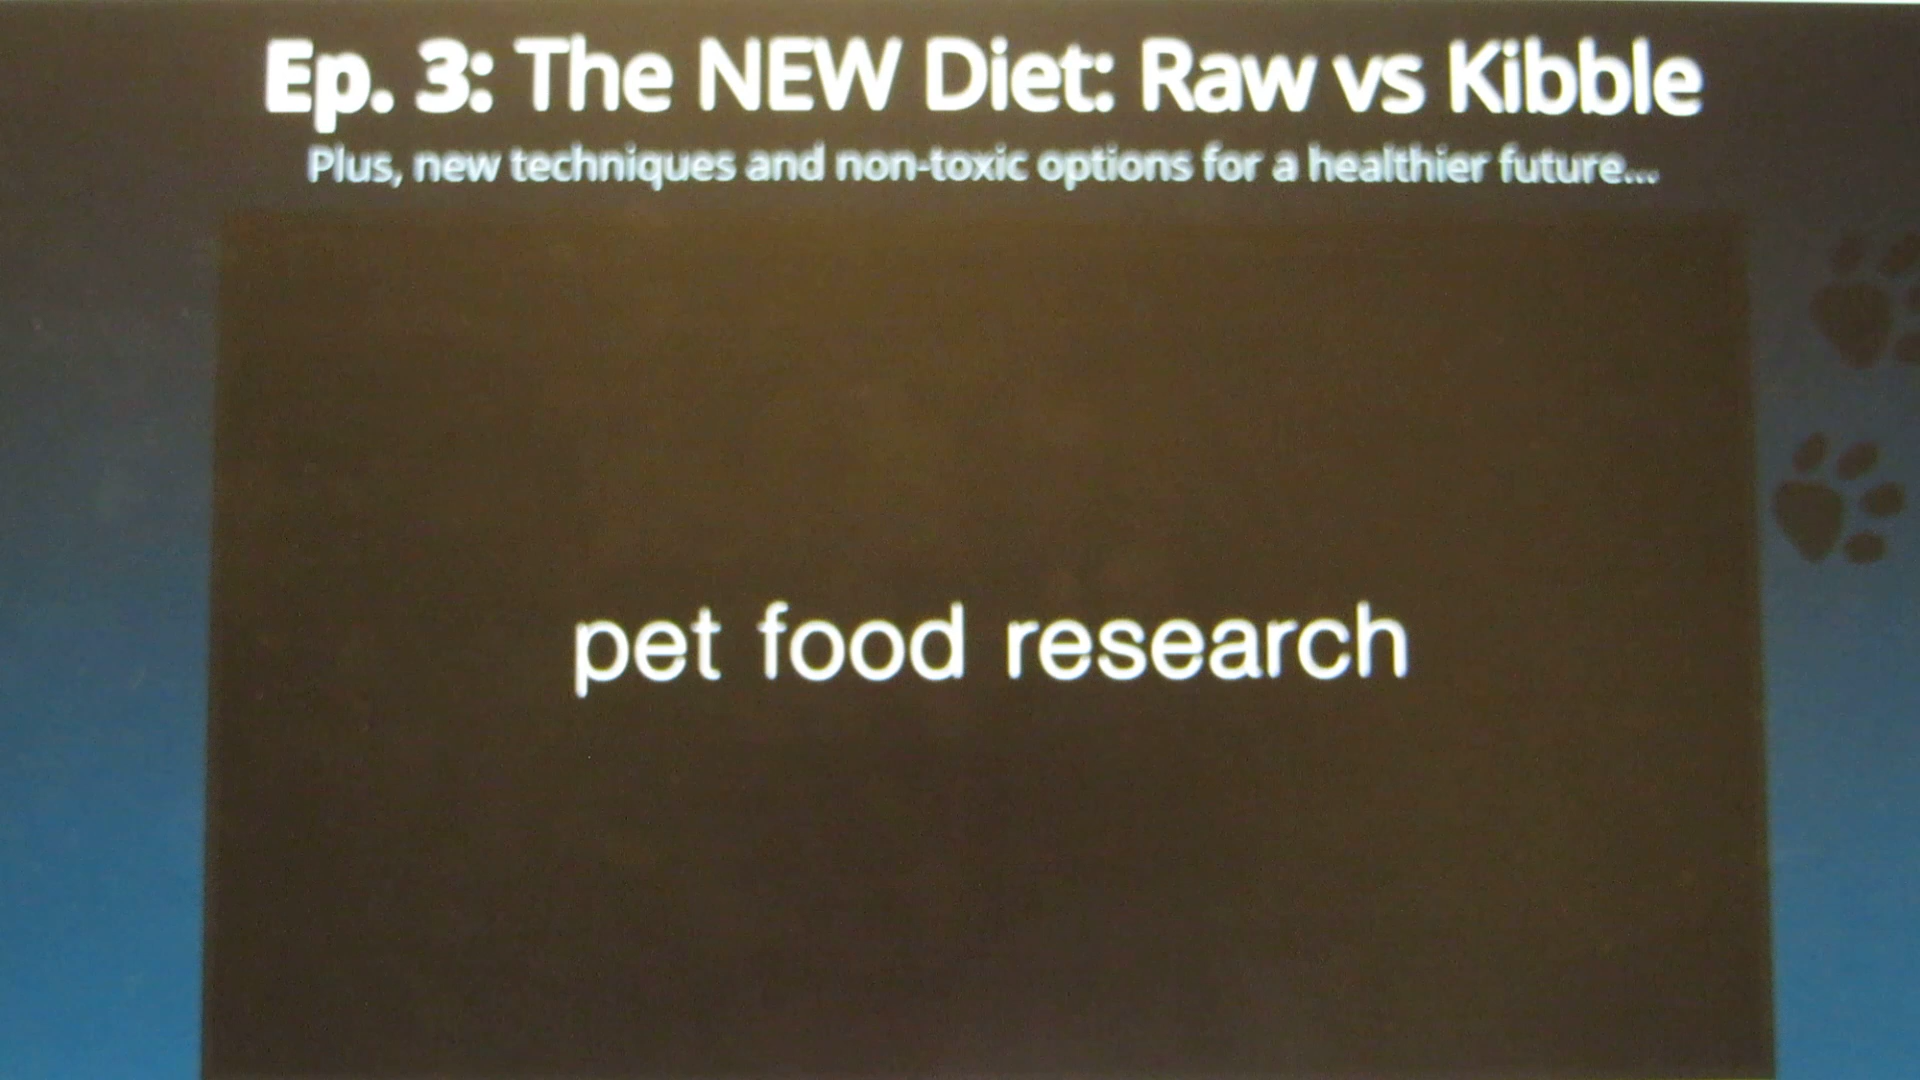 Ep. 3: The NEW Diet: Raw vs Kibble
Plus, new techniques and non-toxic options for a healthier future...
pet food research